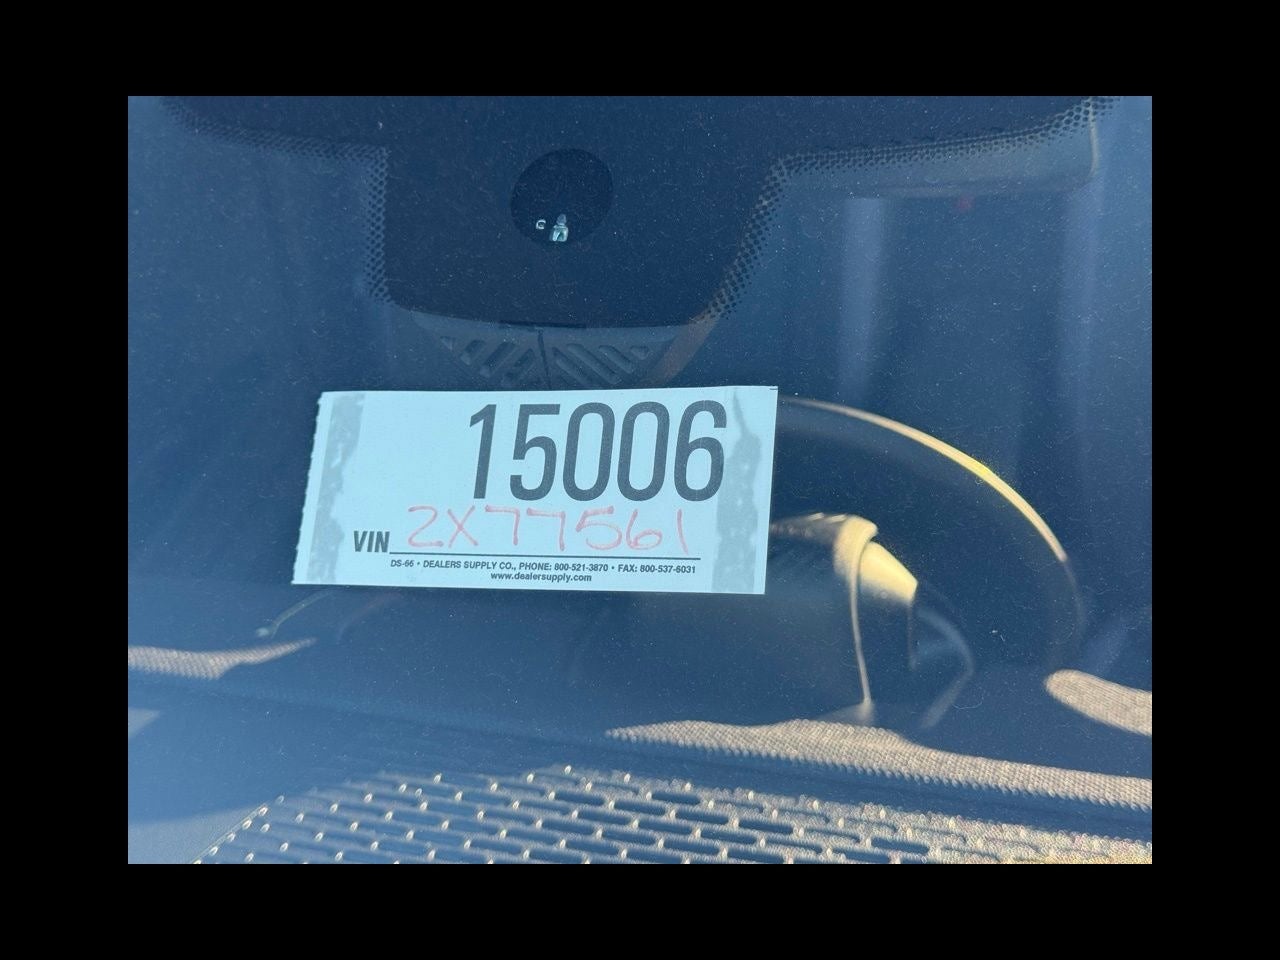 15006
VIN 2X77561
DS-66 • DEALERS SUPPLY CO., PHONE: 800-521-3870 • FAX: 800-537-6031
www.dealersupply.com